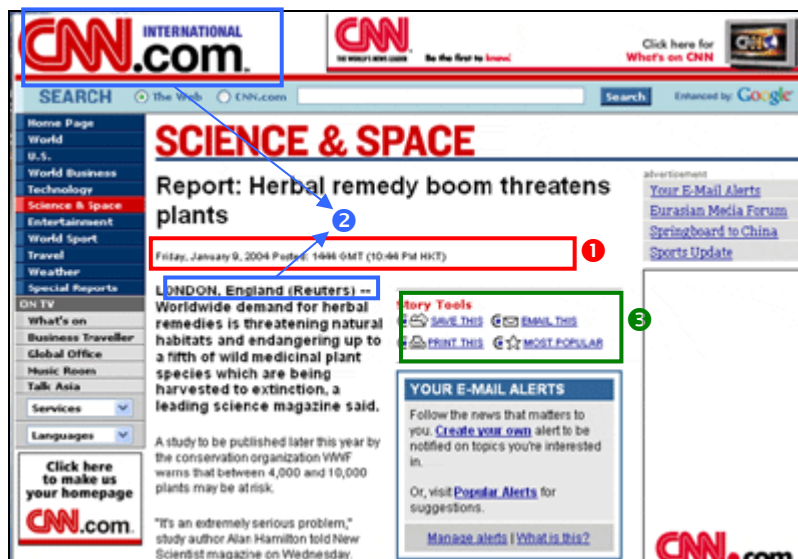 CNN.com INTERNATIONAL
CNN THE WORLD'S NEWS LEADER Be the first to know.
Click here for
What's on CNN
CNN
SEARCH The Web CNN.com Search Enhanced by Google
Home Page
World
U.S.
World Business
Technology
Science & Space
Entertainment
World Sport
Travel
Weather
Special Reports
ON TV
What's on
Business Traveller
Global Office
Music Room
Talk Asia
Services
Languages
Click here
to make us
your homepage
CNN.com
SCIENCE & SPACE
Report: Herbal remedy boom threatens
plants
2
Friday, January 9, 2004 Posted: 1444 GMT (10:44 PM HKT)
1
LONDON, England (Reuters) --
Worldwide demand for herbal
remedies is threatening natural
habitats and endangering up to
a fifth of wild medicinal plant
species which are being
harvested to extinction, a
leading science magazine said.
A study to be published later this year by
the conservation organization WWF
warns that between 4,000 and 10,000
plants may be at risk.
"It's an extremely serious problem,"
study author Alan Hamilton told New
Scientist magazine on Wednesday.
Story Tools
SAVE THIS EMAIL THIS
PRINT THIS MOST POPULAR
3
YOUR E-MAIL ALERTS
Follow the news that matters to
you. Create your own alert to be
notified on topics you're interested
in.
Or, visit Popular Alerts for
suggestions.
Manage alerts | What is this?
advertisement
Your E-Mail Alerts
Eurasian Media Forum
Springboard to China
Sports Update
CNN.com